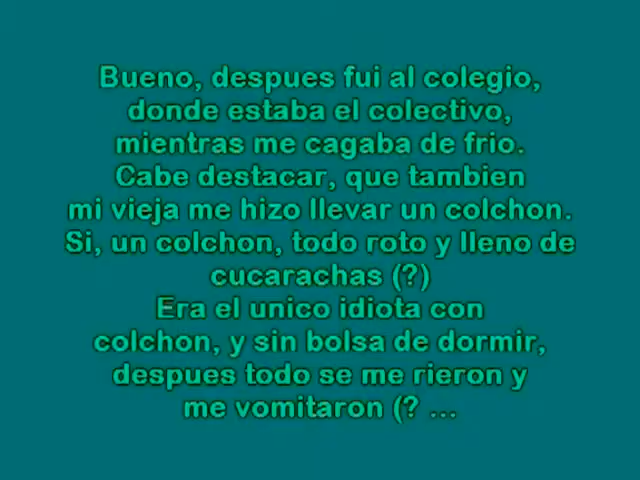 Bueno, despues fui al colegio,
donde estaba el colectivo,
mientras me cagaba de frio.
Cabe destacar, que tambien
mi vieja me hizo llevar un colchon.
Si, un colchon, todo roto y lleno de
cucarachas (?)
Era el unico idiota con
colchon, y sin bolsa de dormir,
despues todo se me rieron y
me vomitaron (? ...